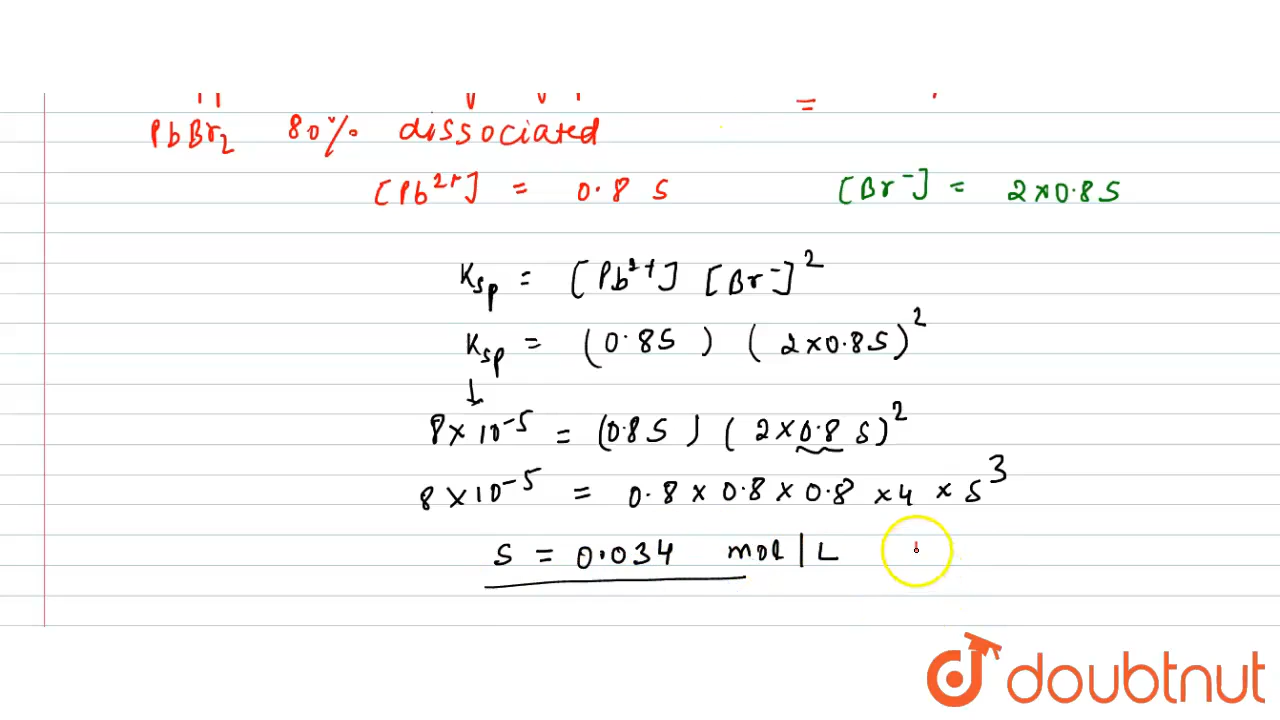 PbBr₂ 80% dissociated
[Pb²⁺] = 0.8 S [Br⁻] = 2×0.8S
Ksp = [Pb²⁺] [Br⁻]²
Ksp = (0.8S) (2×0.8S)²
↓
8×10⁻⁵ = (0.8S) (2×0.8 S)²
8×10⁻⁵ = 0.8 × 0.8 × 0.8 ×4 × S³
S = 0.034 mol|L
doubtnut